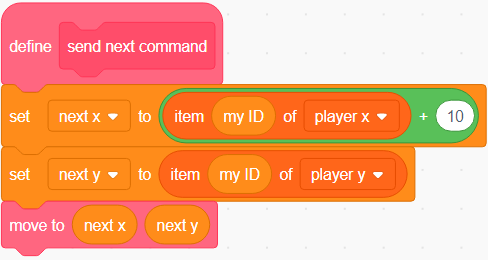 define send next command
set next x to item my ID of player x + 10
set next y to item my ID of player y
move to next x next y